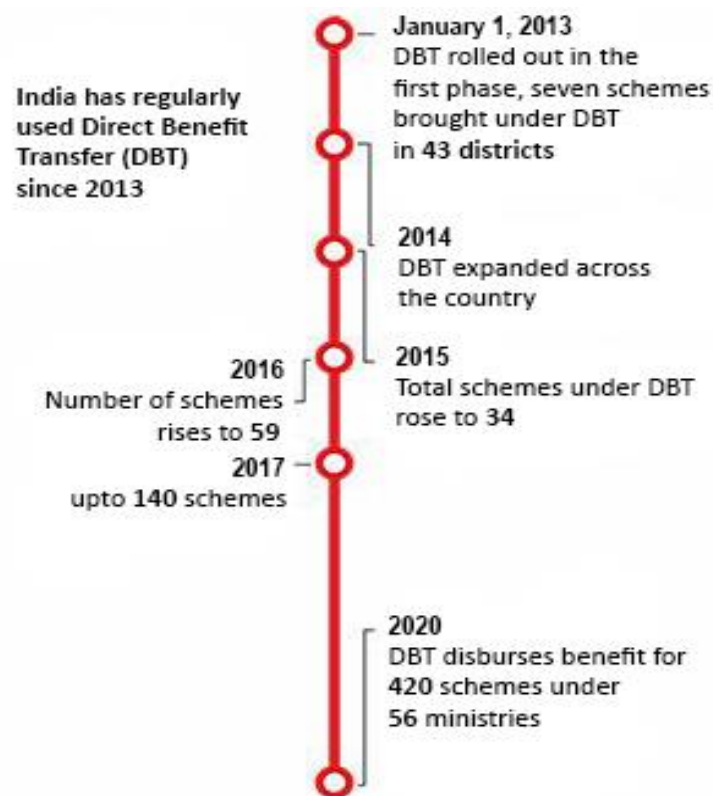 India has regularly
used Direct Benefit
Transfer (DBT)
since 2013
January 1, 2013
DBT rolled out in the
first phase, seven schemes
brought under DBT
in 43 districts
2014
DBT expanded across
the country
2015
Total schemes under DBT
rose to 34
2016
Number of schemes
rises to 59
2017
upto 140 schemes
2020
DBT disburses benefit for
420 schemes under
56 ministries